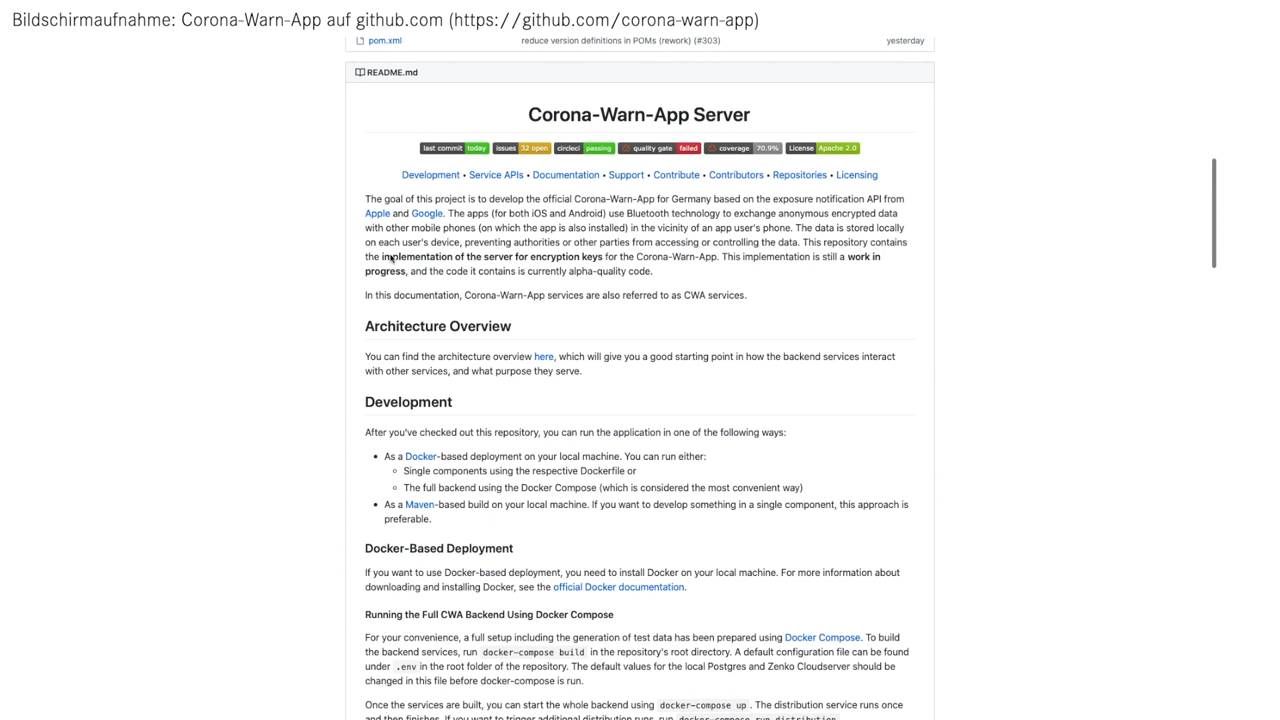 Bildschirmaufnahme: Corona-Warn-App auf github.com (https://github.com/corona-warn-app)
pom.xml reduce version definitions in POMs (rework) (#303) yesterday
README.md
Corona-Warn-App Server
last commit today issues 32 open circleci passing quality gate failed coverage 70.9% License Apache 2.0
Development • Service APIs • Documentation • Support • Contribute • Contributors • Repositories • Licensing
The goal of this project is to develop the official Corona-Warn-App for Germany based on the exposure notification API from
Apple and Google. The apps (for both iOS and Android) use Bluetooth technology to exchange anonymous encrypted data
with other mobile phones (on which the app is also installed) in the vicinity of an app user's phone. The data is stored locally
on each user's device, preventing authorities or other parties from accessing or controlling the data. This repository contains
the implementation of the server for encryption keys for the Corona-Warn-App. This implementation is still a work in
progress, and the code it contains is currently alpha-quality code.
In this documentation, Corona-Warn-App services are also referred to as CWA services.
Architecture Overview
You can find the architecture overview here, which will give you a good starting point in how the backend services interact
with other services, and what purpose they serve.
Development
After you've checked out this repository, you can run the application in one of the following ways:
• As a Docker-based deployment on your local machine. You can run either:
◦ Single components using the respective Dockerfile or
◦ The full backend using the Docker Compose (which is considered the most convenient way)
• As a Maven-based build on your local machine. If you want to develop something in a single component, this approach is
preferable.
Docker-Based Deployment
If you want to use Docker-based deployment, you need to install Docker on your local machine. For more information about
downloading and installing Docker, see the official Docker documentation.
Running the Full CWA Backend Using Docker Compose
For your convenience, a full setup including the generation of test data has been prepared using Docker Compose. To build
the backend services, run docker-compose build in the repository's root directory. A default configuration file can be found
under .env in the root folder of the repository. The default values for the local Postgres and Zenko Cloudserver should be
changed in this file before docker-compose is run.
Once the services are built, you can start the whole backend using docker-compose up . The distribution service runs once
and then finishes. If you want to trigger additional distribution runs, run docker-compose run distribution